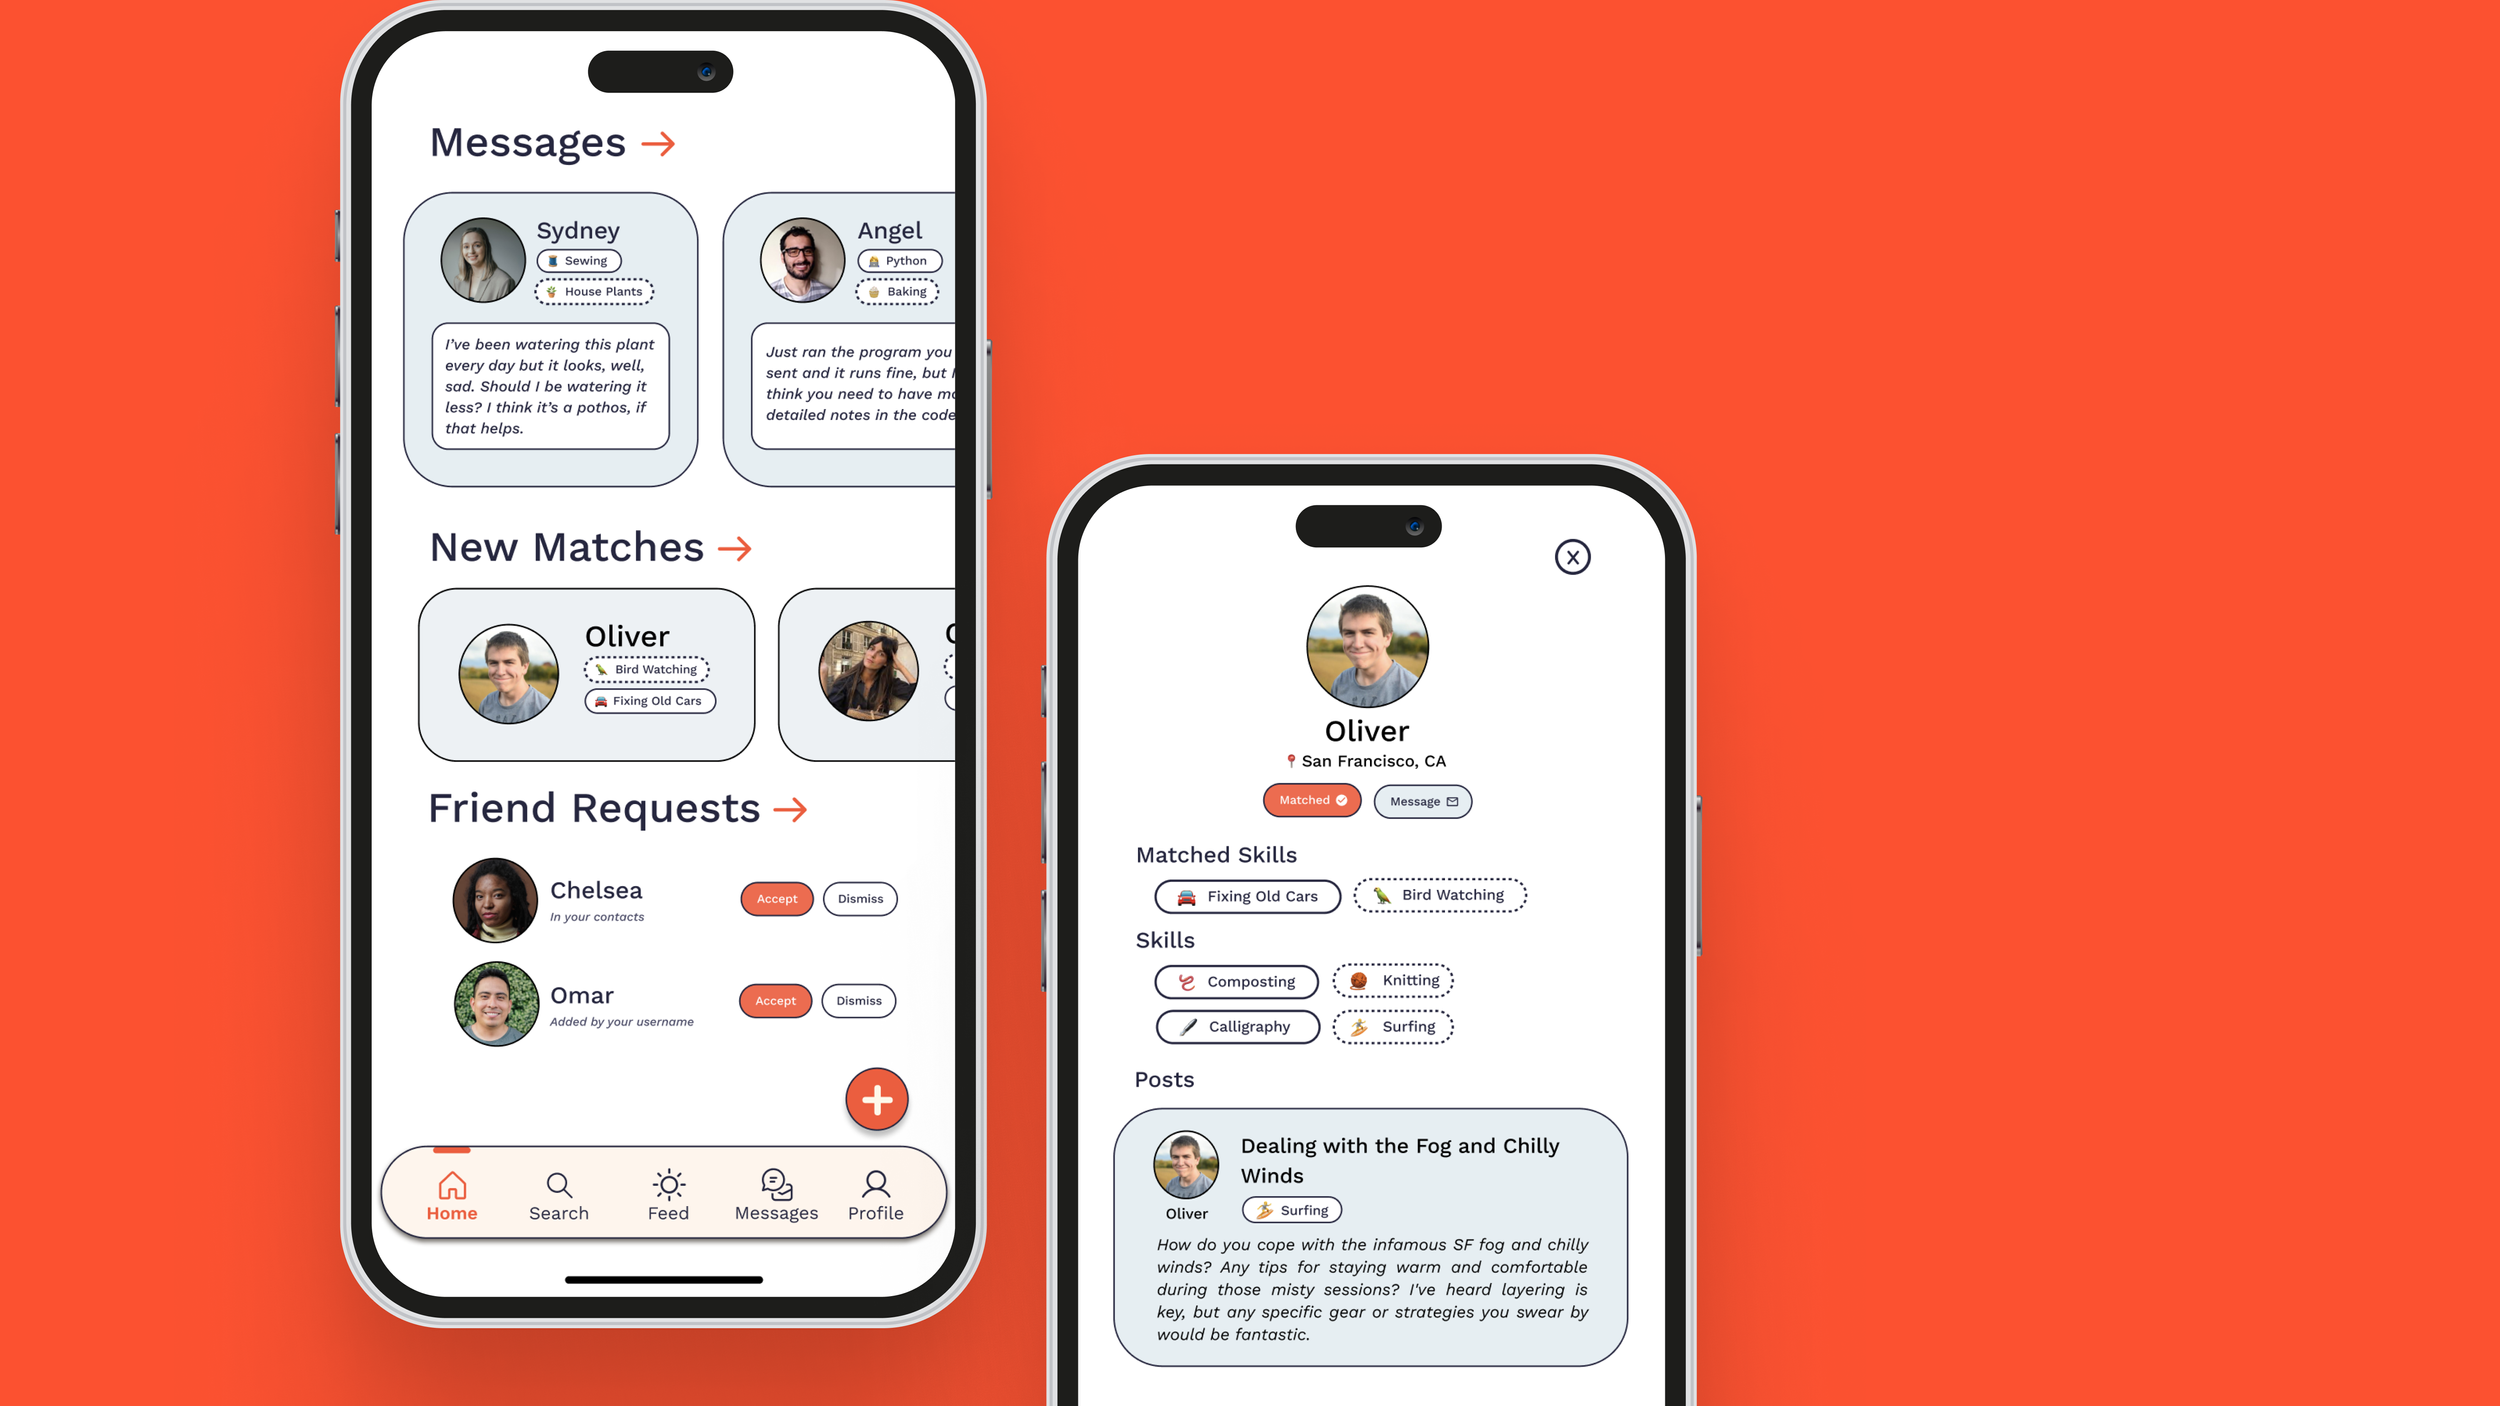 Messages
Sydney
Sewing
House Plants
I've been watering this plant
every day but it looks, well,
sad. Should I be watering it
less? I think it's a pothos, if
that helps.
Angel
Python
Baking
Just ran the program you
sent and it runs fine, but I
think you need to have
detailed notes in the code
New Matches
Oliver
Bird Watching
Fixing Old Cars
Friend Requests
Chelsea
In your contacts
Accept
Dismiss
Omar
Added by your username
Accept
Dismiss
Home
Search
Feed
Messages
Profile
X
Oliver
San Francisco, CA
Matched
Message
Matched Skills
Fixing Old Cars
Bird Watching
Skills
Composting
Knitting
Calligraphy
Surfing
Posts
Dealing with the Fog and Chilly
Winds
Surfing
Oliver
How do you cope with the infamous SF fog and chilly
winds? Any tips for staying warm and comfortable
during those misty sessions? I've heard layering is
key, but any specific gear or strategies you swear by
would be fantastic.